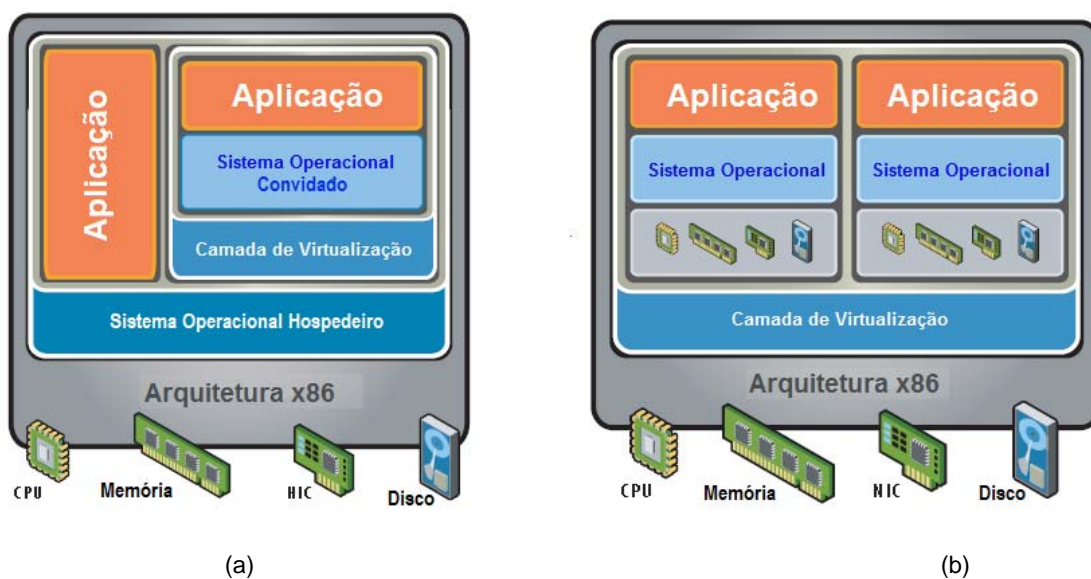 Aplicação
Aplicação
Sistema Operacional
Convidado
Camada de Virtualização
Sistema Operacional Hospedeiro
Arquitetura x86
CPU
Memória
NIC
Disco
(a)
Aplicação
Aplicação
Sistema Operacional
Sistema Operacional
Camada de Virtualização
Arquitetura x86
CPU
Memória
NIC
Disco
(b)